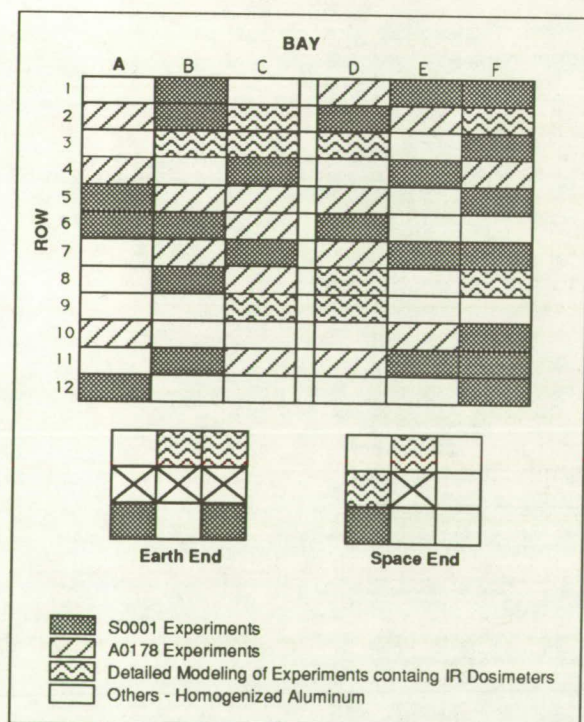 BAY
A B C D E F
ROW
1
2
3
4
5
6
7
8
9
10
11
12
Earth End
Space End
S0001 Experiments
A0178 Experiments
Detailed Modeling of Experiments containg IR Dosimeters
Others - Homogenized Aluminum